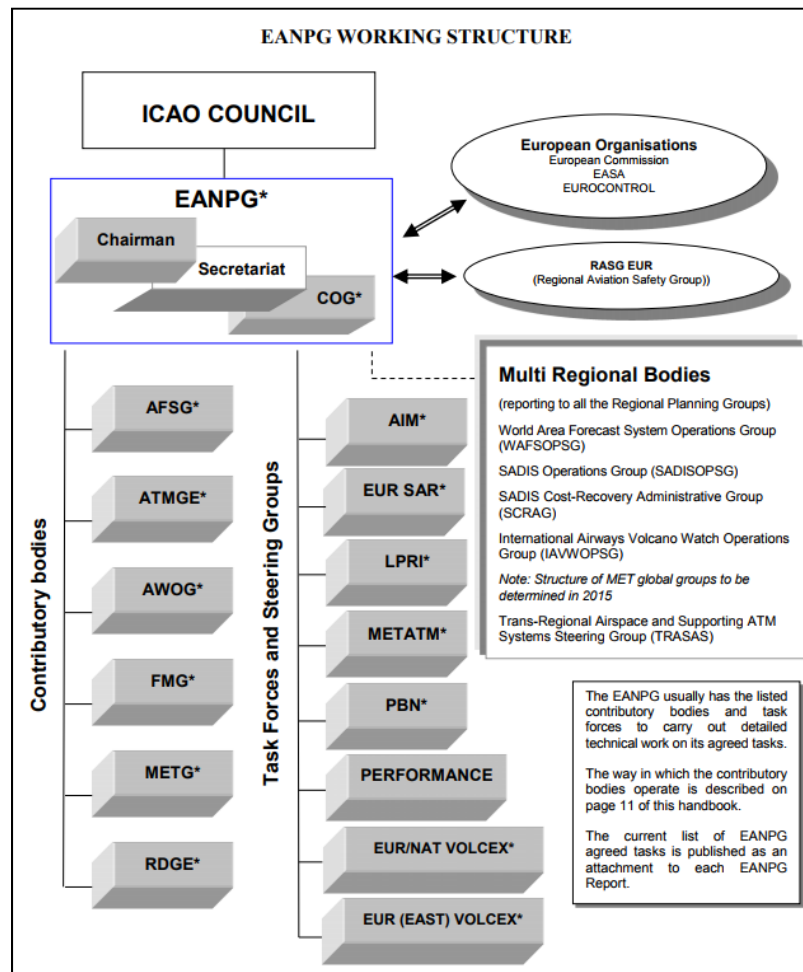 EANPG WORKING STRUCTURE
ICAO COUNCIL
EANPG*
Chairman
Secretariat
COG*
European Organisations
European Commission
EASA
EUROCONTROL
RASG EUR
(Regional Aviation Safety Group))
Contributory bodies
AFSG*
ATMGE*
AWOG*
FMG*
METG*
RDGE*
Task Forces and Steering Groups
AIM*
EUR SAR*
LPRI*
METATM*
PBN*
PERFORMANCE
EUR/NAT VOLCEX*
EUR (EAST) VOLCEX*
Multi Regional Bodies
(reporting to all the Regional Planning Groups)
World Area Forecast System Operations Group
(WAFSOPSG)
SADIS Operations Group (SADISOPSG)
SADIS Cost-Recovery Administrative Group
(SCRAG)
International Airways Volcano Watch Operations
Group (IAVWOPSG)
Note: Structure of MET global groups to be
determined in 2015
Trans-Regional Airspace and Supporting ATM
Systems Steering Group (TRASAS)
The EANPG usually has the listed
contributory bodies and task
forces to carry out detailed
technical work on its agreed tasks.
The way in which the contributory
bodies operate is described on
page 11 of this handbook.
The current list of EANPG
agreed tasks is published as an
attachment to each EANPG
Report.